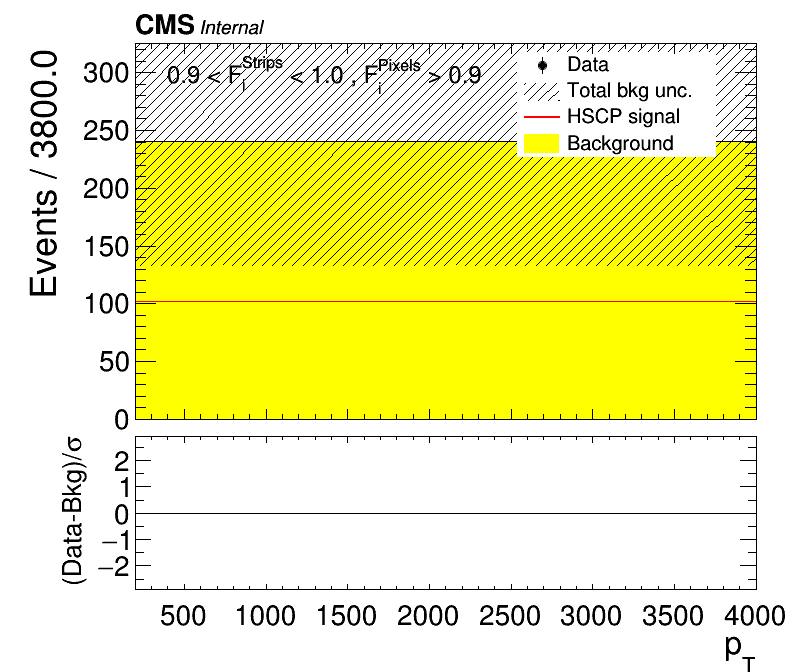 CMS Internal
Events / 3800.0
300
250
200
150
100
50
0
0.9 < F_i^Strips < 1.0 , F_i^Pixels > 0.9
Data
Total bkg unc.
HSCP signal
Background
(Data-Bkg)/σ
2
1
0
−1
−2
500 1000 1500 2000 2500 3000 3500 4000
p_T